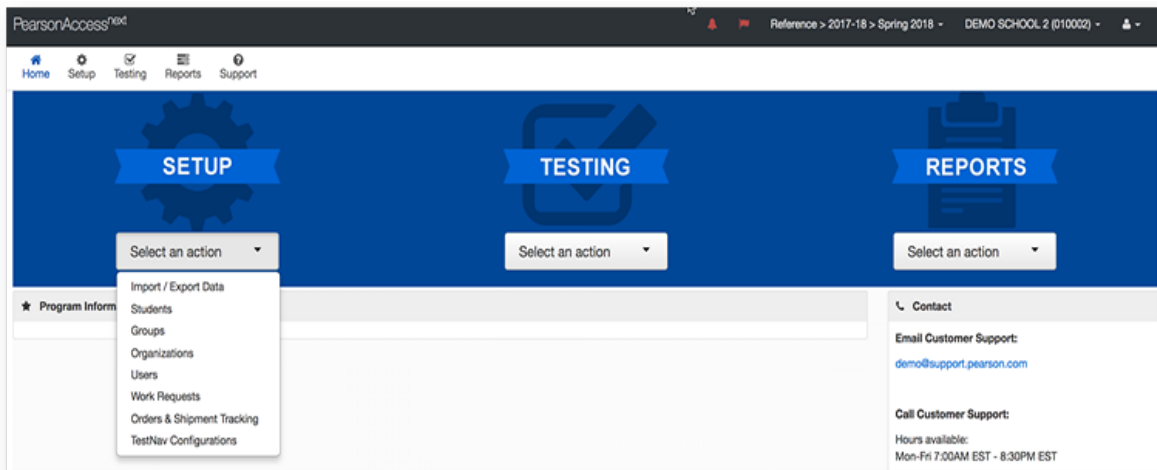 PearsonAccessnext
Reference > 2017-18 > Spring 2018
DEMO SCHOOL 2 (010002)
Home
Setup
Testing
Reports
Support
SETUP
TESTING
REPORTS
Select an action
Select an action
Select an action
Import / Export Data
Students
Groups
Organizations
Users
Work Requests
Orders & Shipment Tracking
TestNav Configurations
Program Inform
Contact
Email Customer Support:
demo@support.pearson.com
Call Customer Support:
Hours available:
Mon-Fri 7:00AM EST - 8:30PM EST